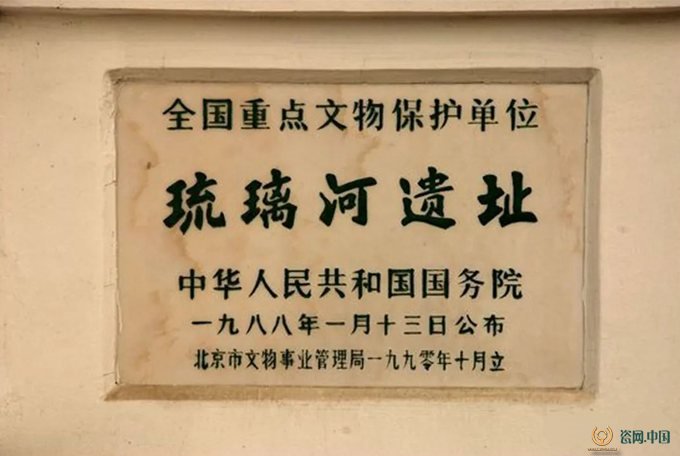 全国重点文物保护单位
琉璃河遗址
中华人民共和国国务院
一九八八年一月十三日公布
北京市文物事业管理局一九九零年十月立
瓷网.中国